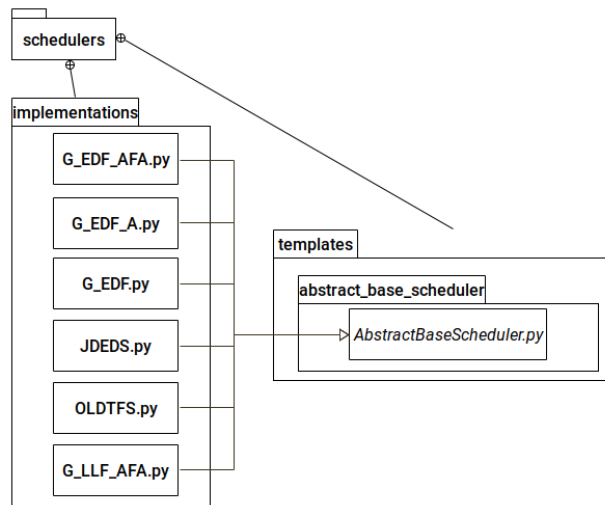 schedulers
implementations
G_EDF_AFA.py
G_EDF_A.py
G_EDF.py
JDEDS.py
OLDTFS.py
G_LLF_AFA.py
templates
abstract_base_scheduler
AbstractBaseScheduler.py